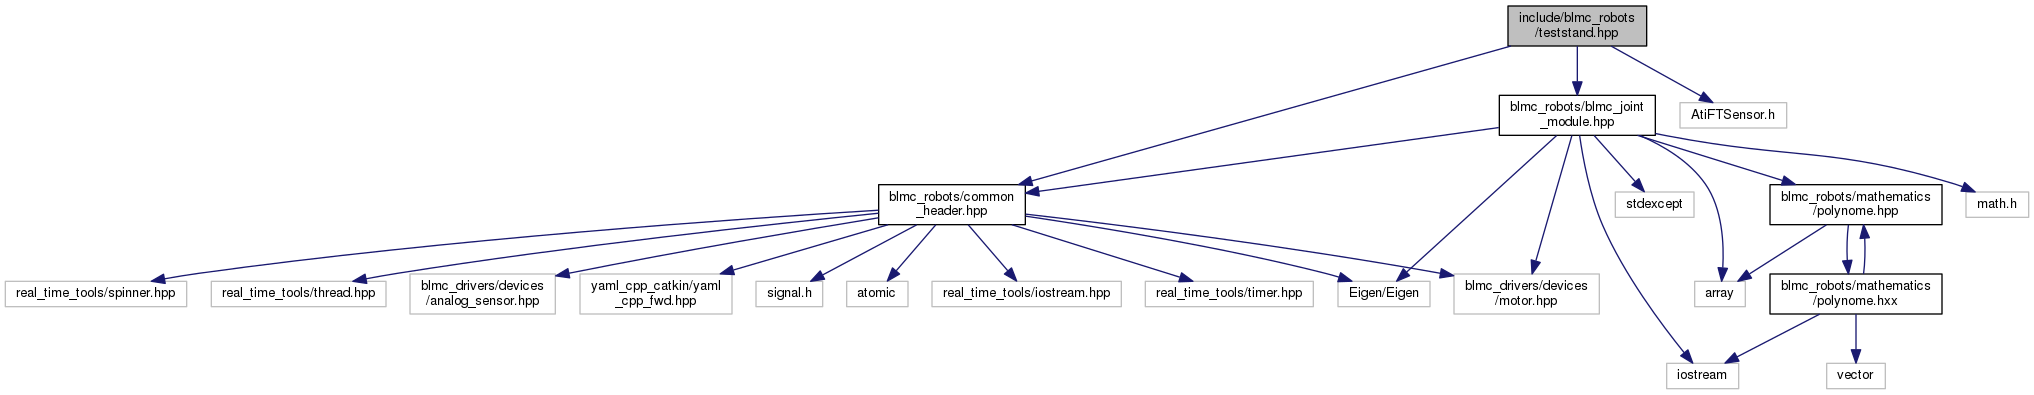 include/blmc_robots
/teststand.hpp
blmc_robots/blmc_joint
_module.hpp
AtiFTSensor.h
blmc_robots/common
_header.hpp
stdexcept
blmc_robots/mathematics
/polynome.hpp
math.h
real_time_tools/spinner.hpp
real_time_tools/thread.hpp
blmc_drivers/devices
/analog_sensor.hpp
yaml_cpp_catkin/yaml
_cpp_fwd.hpp
signal.h
atomic
real_time_tools/iostream.hpp
real_time_tools/timer.hpp
Eigen/Eigen
blmc_drivers/devices
/motor.hpp
array
blmc_robots/mathematics
/polynome.hxx
iostream
vector